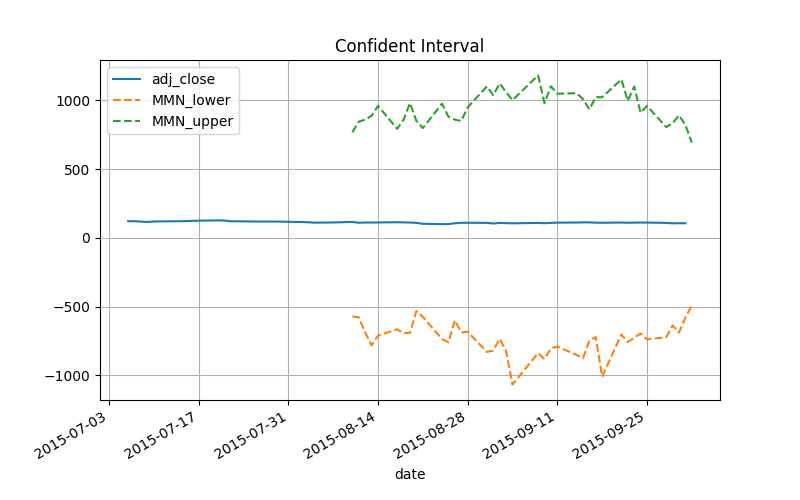 Confident Interval
adj_close
MMN_lower
MMN_upper
1000
500
0
−500
−1000
2015-07-03
2015-07-17
2015-07-31
2015-08-14
2015-08-28
2015-09-11
2015-09-25
date